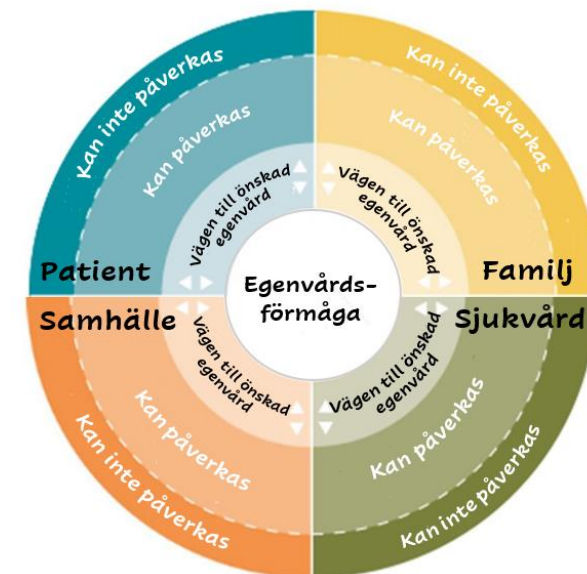 Kan inte påverkas
Kan påverkas
Vägen till önskad
egenvård
Patient
Kan inte påverkas
Kan påverkas
Vägen till önskad
egenvård
Familj
Egenvårds-
förmåga
Samhälle
Vägen till önskad
egenvård
Kan påverkas
Kan inte påverkas
Sjukvård
Vägen till önskad
egenvård
Kan påverkas
Kan inte påverkas